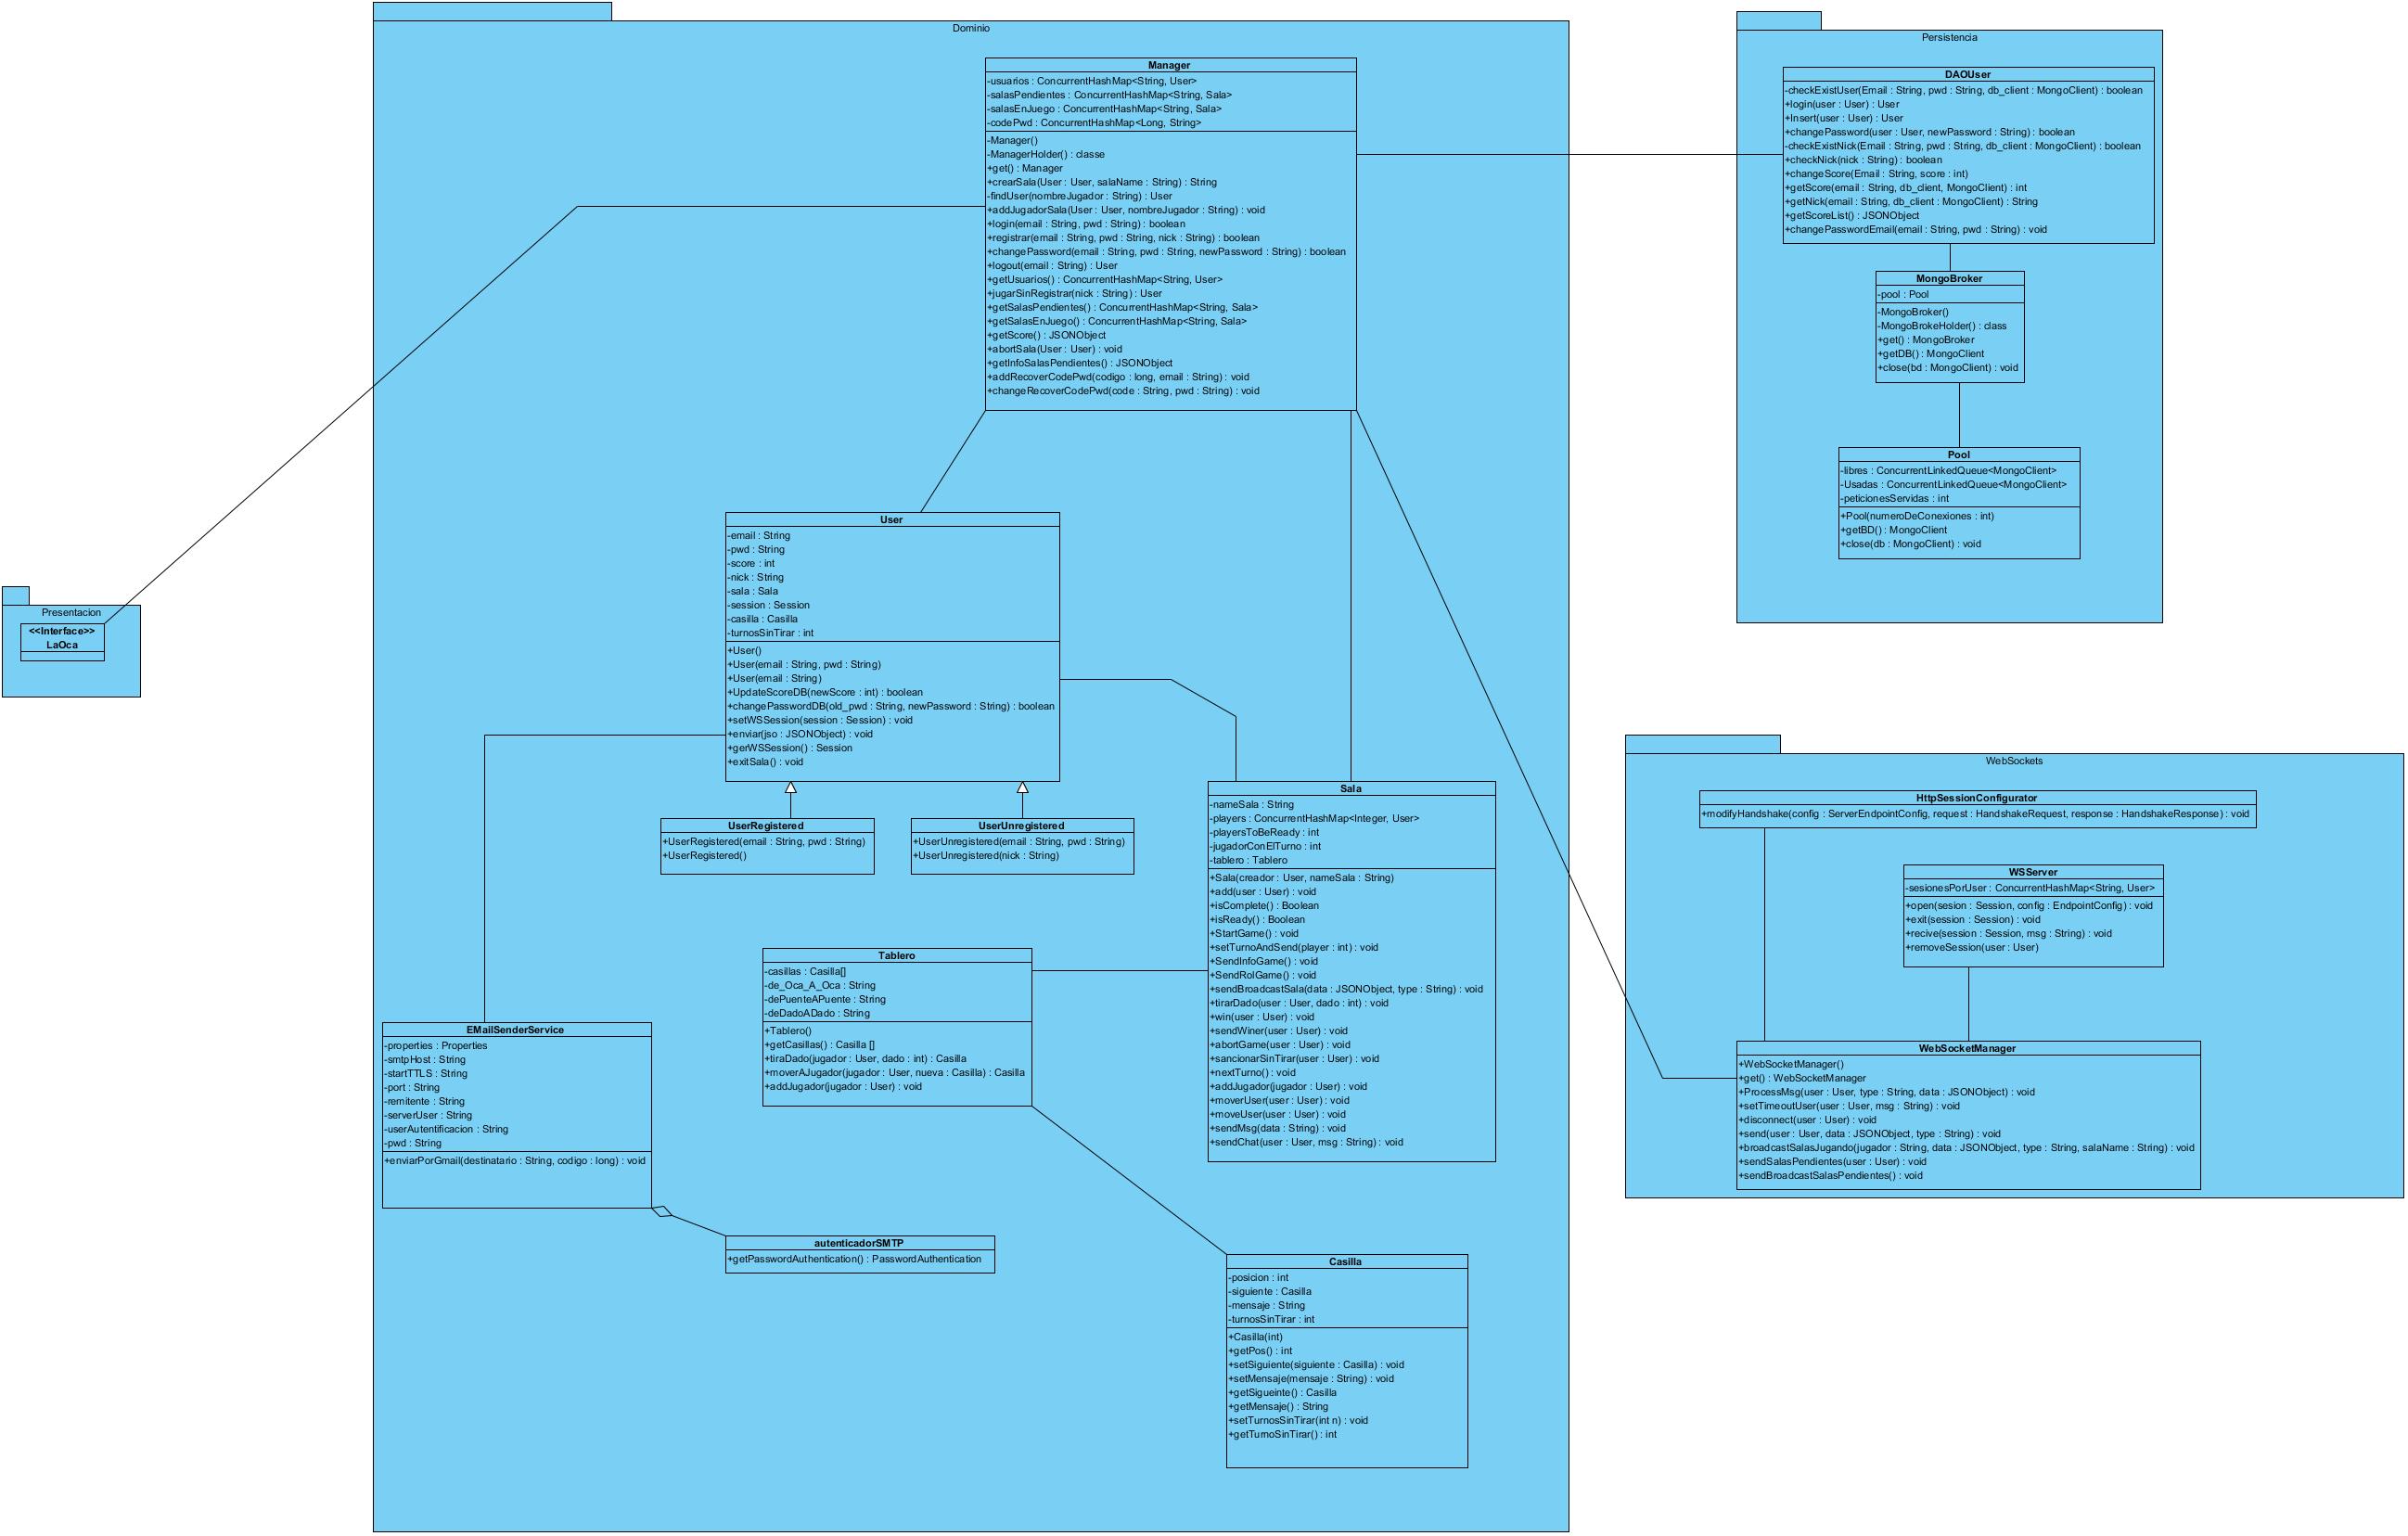 Dominio
Manager
-usuarios : ConcurrentHashMap<String, User>
-salasPendientes : ConcurrentHashMap<String, Sala>
-salasEnJuego : ConcurrentHashMap<String, Sala>
-codePwd : ConcurrentHashMap<Long, String>
-Manager()
-ManagerHolder() : classe
+get() : Manager
+crearSala(User : User, salaName : String) : String
-findUser(nombreJugador : String) : User
+addJugadorSala(User : User, nombreJugador : String) : void
+login(email : String, pwd : String) : boolean
+registrar(email : String, pwd : String, nick : String) : boolean
+changePassword(email : String, pwd : String, newPassword : String) : boolean
+logout(email : String) : User
+getUsuarios() : ConcurrentHashMap<String, User>
+jugarSinRegistrar(nick : String) : User
+getSalasPendientes() : ConcurrentHashMap<String, Sala>
+getSalasEnJuego() : ConcurrentHashMap<String, Sala>
+getScore() : JSONObject
+abortSala(User : User) : void
+getInfoSalasPendientes() : JSONObject
+addRecoverCodePwd(codigo : long, email : String) : void
+changeRecoverCodePwd(code : String, pwd : String) : void
Persistencia
DAOUser
-checkExistUser(Email : String, pwd : String, db_client : MongoClient) : boolean
+login(user : User) : User
+Insert(user : User) : User
+changePassword(user : User, newPassword : String) : boolean
-checkExistNick(Email : String, pwd : String, db_client : MongoClient) : boolean
+checkNick(nick : String) : boolean
+changeScore(Email : String, score : int)
+getScore(email : String, db_client, MongoClient) : int
+getNick(email : String, db_client : MongoClient) : String
+getScoreList() : JSONObject
+changePasswordEmail(email : String, pwd : String) : void
MongoBroker
-pool : Pool
-MongoBroker()
-MongoBrokeHolder() : class
+get() : MongoBroker
+getDB() : MongoClient
+close(bd : MongoClient) : void
Pool
-libres : ConcurrentLinkedQueue<MongoClient>
-Usadas : ConcurrentLinkedQueue<MongoClient>
-peticionesServidas : int
+Pool(numeroDeConexiones : int)
+getBD() : MongoClient
+close(db : MongoClient) : void
Presentacion
<<Interface>>
LaOca
User
-email : String
-pwd : String
-score : int
-nick : String
-sala : Sala
-session : Session
-casilla : Casilla
-turnosSinTirar : int
+User()
+User(email : String, pwd : String)
+User(email : String)
+UpdateScoreDB(newScore : int) : boolean
+changePasswordDB(old_pwd : String, newPassword : String) : boolean
+setWSSession(session : Session) : void
+enviar(jso : JSONObject) : void
+gerWSSession() : Session
+exitSala() : void
UserRegistered
+UserRegistered(email : String, pwd : String)
+UserRegistered()
UserUnregistered
+UserUnregistered(email : String, pwd : String)
+UserUnregistered(nick : String)
Sala
-nameSala : String
-players : ConcurrentHashMap<Integer, User>
-playersToBeReady : int
-jugadorConElTurno : int
-tablero : Tablero
+Sala(creador : User, nameSala : String)
+add(user : User) : void
+isComplete() : Boolean
+isReady() : Boolean
+StartGame() : void
+setTurnoAndSend(player : int) : void
+SendInfoGame() : void
+SendRolGame() : void
+sendBroadcastSala(data : JSONObject, type : String) : void
+tirarDado(user : User, dado : int) : void
+win(user : User) : void
+sendWiner(user : User) : void
+abortGame(user : User) : void
+sancionarSinTirar(user : User) : void
+nextTurno() : void
+addJugador(jugador : User) : void
+moverUser(user : User) : void
+moveUser(user : User) : void
+sendMsg(data : String) : void
+sendChat(user : User, msg : String) : void
Tablero
-casillas : Casilla[]
-de_Oca_A_Oca : String
-dePuenteAPuente : String
-deDadoADado : String
+Tablero()
+getCasillas() : Casilla []
+tiraDado(jugador : User, dado : int) : Casilla
+moverAJugador(jugador : User, nueva : Casilla) : Casilla
+addJugador(jugador : User) : void
EMailSenderService
-properties : Properties
-smtpHost : String
-startTTLS : String
-port : String
-remitente : String
-serverUser : String
-userAutentificacion : String
-pwd : String
+enviarPorGmail(destinatario : String, codigo : long) : void
autenticadorSMTP
+getPasswordAuthentication() : PasswordAuthentication
Casilla
-posicion : int
-siguiente : Casilla
-mensaje : String
-turnosSinTirar : int
+Casilla(int)
+getPos() : int
+setSiguiente(siguiente : Casilla) : void
+setMensaje(mensaje : String) : void
+getSigueinte() : Casilla
+getMensaje() : String
+setTurnosSinTirar(int n) : void
+getTurnoSinTirar() : int
WebSockets
HttpSessionConfigurator
+modifyHandshake(config : ServerEndpointConfig, request : HandshakeRequest, response : HandshakeResponse) : void
WSServer
-sesionesPorUser : ConcurrentHashMap<String, User>
+open(sesion : Session, config : EndpointConfig) : void
+exit(session : Session) : void
+recive(session : Session, msg : String) : void
+removeSession(user : User)
WebSocketManager
+WebSocketManager()
+get() : WebSocketManager
+ProcessMsg(user : User, type : String, data : JSONObject) : void
+setTimeoutUser(user : User, msg : String) : void
+disconnect(user : User) : void
+send(user : User, data : JSONObject, type : String) : void
+broadcastSalasJugando(jugador : String, data : JSONObject, type : String, salaName : String) : void
+sendSalasPendientes(user : User) : void
+sendBroadcastSalasPendientes() : void